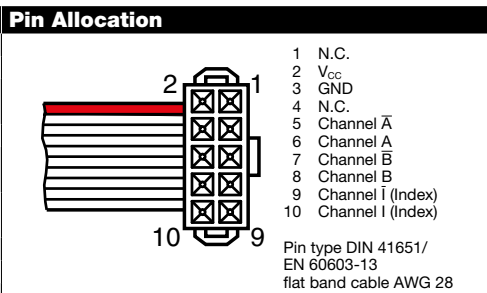 Pin Allocation
2
1
10
9
1 N.C.
2 V_CC
3 GND
4 N.C.
5 Channel A̅
6 Channel A
7 Channel B̅
8 Channel B
9 Channel I̅ (Index)
10 Channel I (Index)
Pin type DIN 41651/
EN 60603-13
flat band cable AWG 28